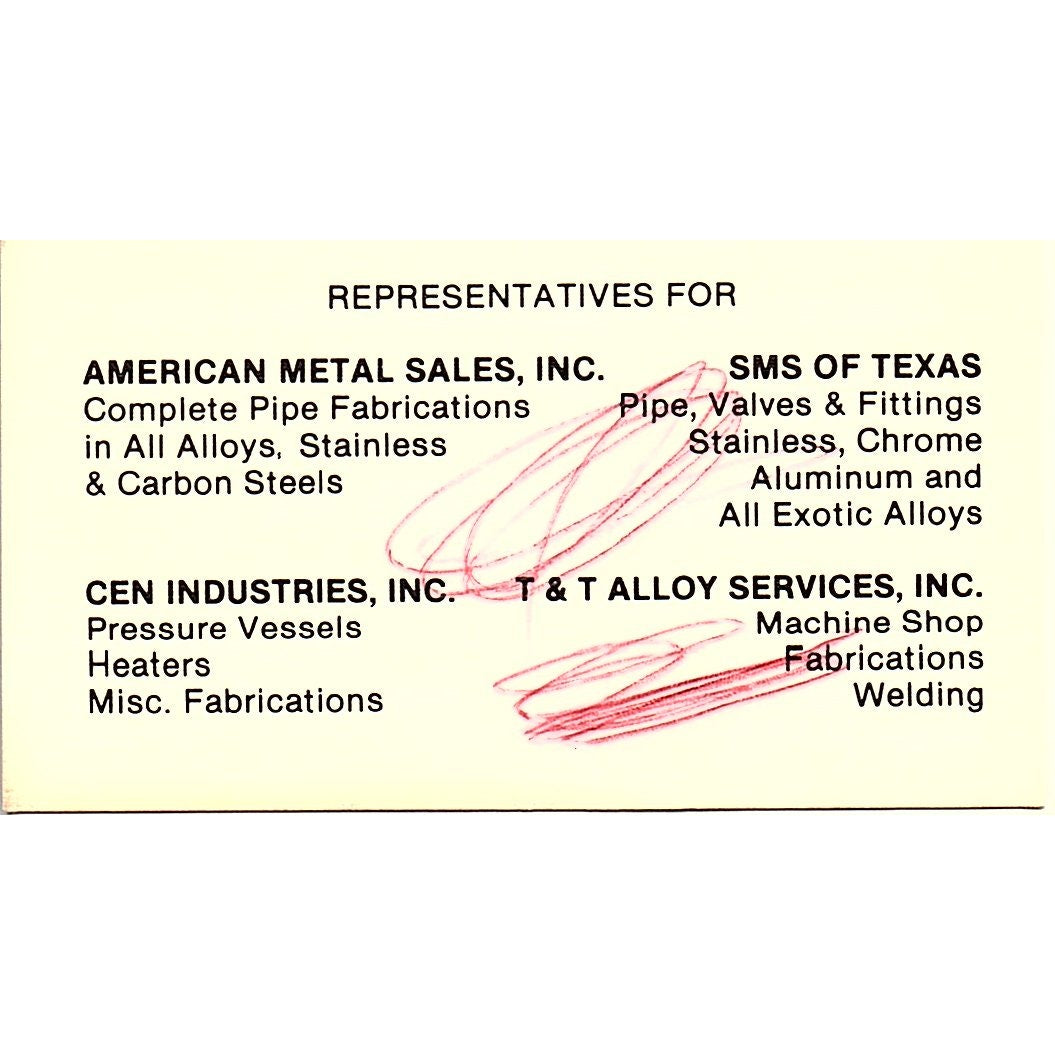 REPRESENTATIVES FOR
AMERICAN METAL SALES, INC.
Complete Pipe Fabrications
in All Alloys, Stainless
& Carbon Steels
SMS OF TEXAS
Pipe, Valves & Fittings
Stainless, Chrome
Aluminum and
All Exotic Alloys
CEN INDUSTRIES, INC.
Pressure Vessels
Heaters
Misc. Fabrications
T & T ALLOY SERVICES, INC.
Machine Shop
Fabrications
Welding